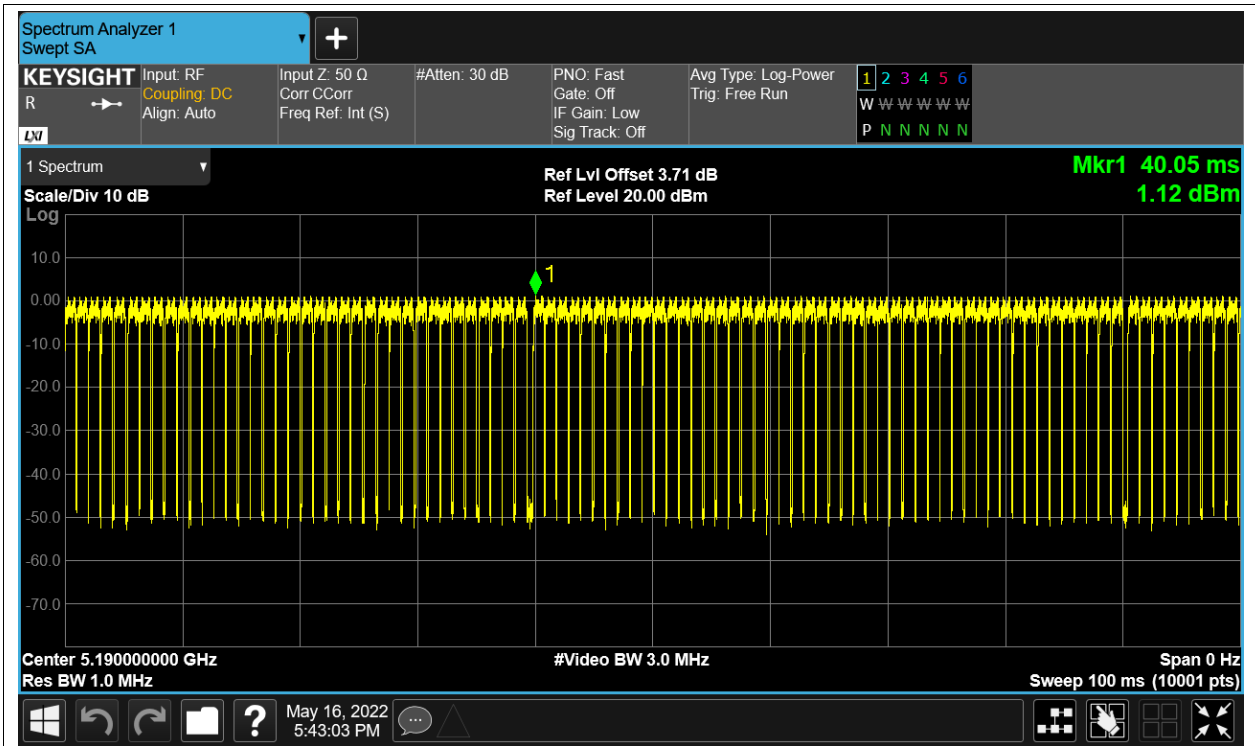 Spectrum Analyzer 1
Swept SA
+
KEYSIGHT
R
LXI
Input: RF
Coupling: DC
Align: Auto
Input Z: 50 Ω
Corr CCorr
Freq Ref: Int (S)
#Atten: 30 dB
PNO: Fast
Gate: Off
IF Gain: Low
Sig Track: Off
Avg Type: Log-Power
Trig: Free Run
1 2 3 4 5 6
W W W W W W
P N N N N N
1 Spectrum
Scale/Div 10 dB
Ref Lvl Offset 3.71 dB
Ref Level 20.00 dBm
Mkr1 40.05 ms
1.12 dBm
Log
10.0
0.00
-10.0
-20.0
-30.0
-40.0
-50.0
-60.0
-70.0
1
Center 5.190000000 GHz
Res BW 1.0 MHz
#Video BW 3.0 MHz
Span 0 Hz
Sweep 100 ms (10001 pts)
?
May 16, 2022
5:43:03 PM